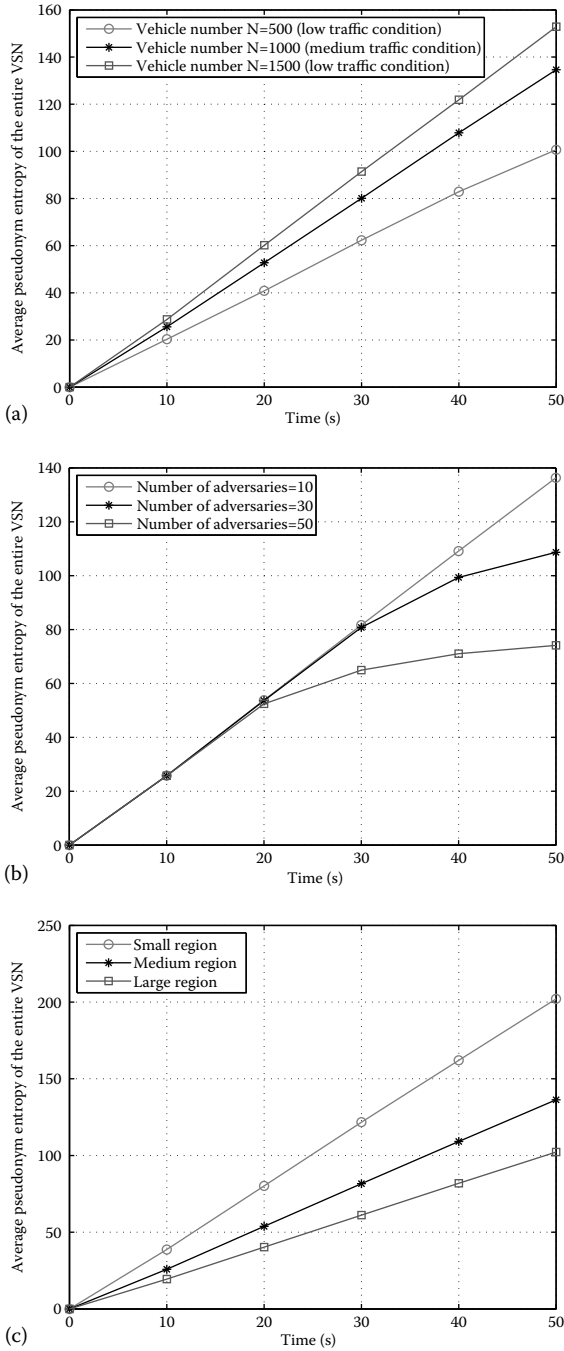 160
140
120
100
80
60
40
20
0
Average pseudonym entropy of the entire VSN
Vehicle number N=500 (low traffic condition)
Vehicle number N=1000 (medium traffic condition)
Vehicle number N=1500 (low traffic condition)
0 10 20 30 40 50
Time (s)
(a)
140
120
100
80
60
40
20
0
Average pseudonym entropy of the entire VSN
Number of adversaries=10
Number of adversaries=30
Number of adversaries=50
0 10 20 30 40 50
Time (s)
(b)
250
200
150
100
50
0
Average pseudonym entropy of the entire VSN
Small region
Medium region
Large region
0 10 20 30 40 50
Time (s)
(c)